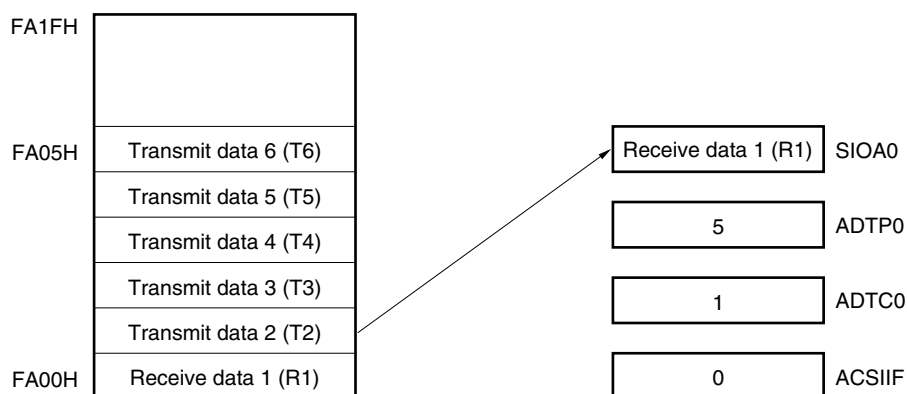 FA1FH
FA05H Transmit data 6 (T6) Receive data 1 (R1) SIOA0
Transmit data 5 (T5)
5 ADTP0
Transmit data 4 (T4)
Transmit data 3 (T3)
1 ADTC0
Transmit data 2 (T2)
FA00H Receive data 1 (R1) 0 ACSIIF